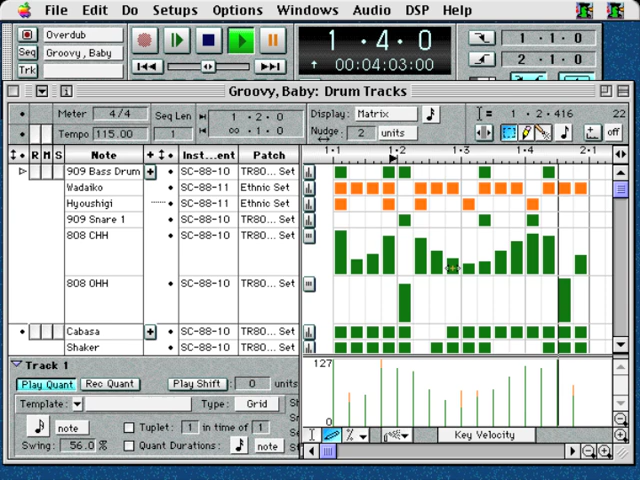 File Edit Do Setups Options Windows Audio DSP Help
Overdub
Seq Groovy, Baby
Trk
1 · 4 · 0
00:04:03:00
1 · 1 · 0
2 · 1 · 0
Groovy, Baby: Drum Tracks
Meter 4/4 Seq Len 1 · 2 · 0
Tempo 115.00 1 ∞ · 1 · 0
Display: Matrix 1 · 2 · 416 22
Nudge: 2 units off
R M S Note Inst...ent Patch 1·1 1·2 1·3 1·4 2·1
909 Bass Drum SC-88-10 TR80... Set
Wadaiko SC-88-11 Ethnic Set
Hyoushigi SC-88-11 Ethnic Set
909 Snare 1 SC-88-10 TR80... Set
808 CHH SC-88-10 TR80... Set
808 OHH SC-88-10 TR80... Set
Cabasa SC-88-10 TR80... Set
Shaker SC-88-10 TR80... Set
Track 1
127
0
Play Quant Rec Quant Play Shift: 0 units
Template: Type: Grid Sh
note Tuplet: 1 in time of 1
Swing: 56.0 % Quant Durations: note
Key Velocity